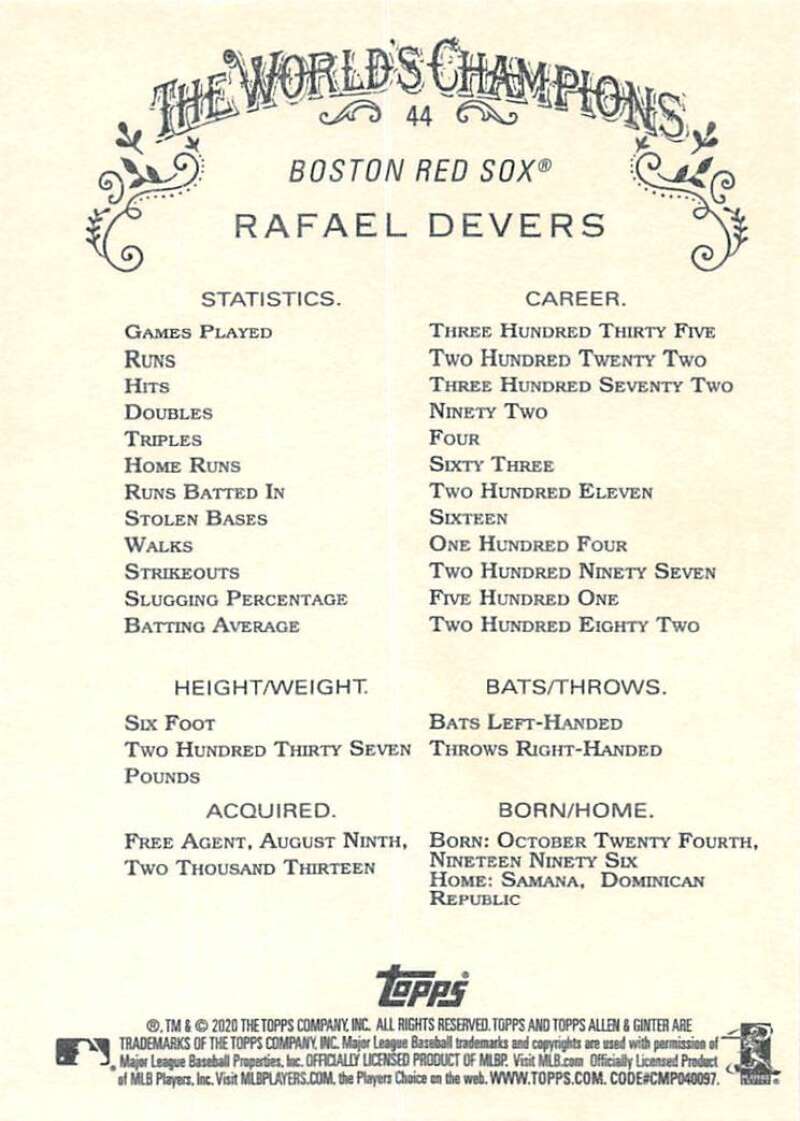 THE WORLD'S CHAMPIONS
44
BOSTON RED SOX®
RAFAEL DEVERS
STATISTICS. CAREER.
GAMES PLAYED THREE HUNDRED THIRTY FIVE
RUNS TWO HUNDRED TWENTY TWO
HITS THREE HUNDRED SEVENTY TWO
DOUBLES NINETY TWO
TRIPLES FOUR
HOME RUNS SIXTY THREE
RUNS BATTED IN TWO HUNDRED ELEVEN
STOLEN BASES SIXTEEN
WALKS ONE HUNDRED FOUR
STRIKEOUTS TWO HUNDRED NINETY SEVEN
SLUGGING PERCENTAGE FIVE HUNDRED ONE
BATTING AVERAGE TWO HUNDRED EIGHTY TWO
HEIGHT/WEIGHT.
SIX FOOT
TWO HUNDRED THIRTY SEVEN
POUNDS
BATS/THROWS.
BATS LEFT-HANDED
THROWS RIGHT-HANDED
ACQUIRED.
FREE AGENT, AUGUST NINTH,
TWO THOUSAND THIRTEEN
BORN/HOME.
BORN: OCTOBER TWENTY FOURTH,
NINETEEN NINETY SIX
HOME: SAMANA, DOMINICAN
REPUBLIC
Topps®
®, TM & © 2020 THE TOPPS COMPANY, INC. ALL RIGHTS RESERVED. TOPPS AND TOPPS ALLEN & GINTER ARE
TRADEMARKS OF THE TOPPS COMPANY, INC. Major League Baseball trademarks and copyrights are used with permission of
Major League Baseball Properties, Inc. OFFICIALLY LICENSED PRODUCT OF MLBP. Visit MLB.com Officially Licensed Product
of MLB Players, Inc. Visit MLBPLAYERS.COM, the Players Choice on the web. WWW.TOPPS.COM. CODE#CMP040097.